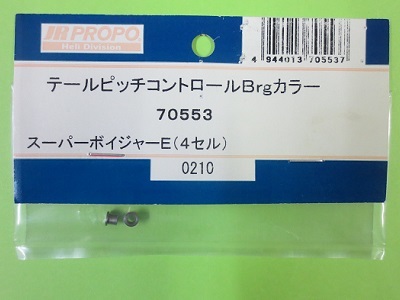 JR PROPO
Heli Division
4 944013 705537
テールピッチコントロールBrgカラー
70553
スーパーボイジャーE(4セル)
0210